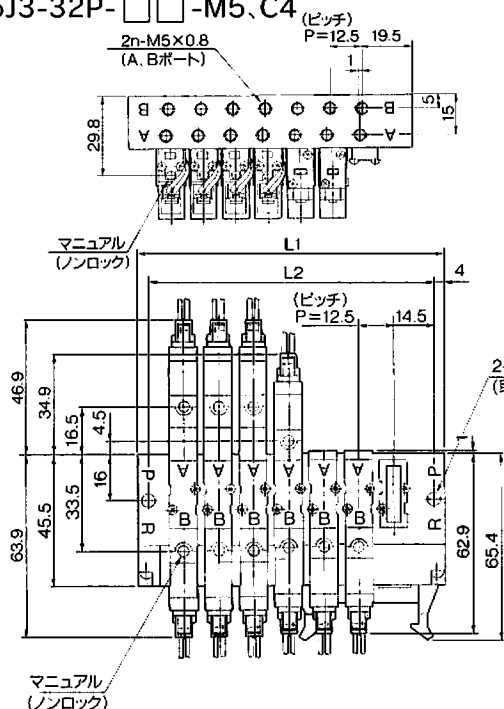 5J3-32P-□□-M5、C4
(ピッチ)
P=12.5 19.5
2n-M5×0.8
(A、Bポート)
1
B B 5
A A 15
29.8
マニュアル
(ノンロック)
L1
L2 4
(ピッチ)
P=12.5 14.5
46.9
34.9
16.5
4.5
2-
1
P A A A A A A P
16
R B B B B B B R
33.5
45.5
63.9
62.9
65.4
マニュアル
(ノンロック)